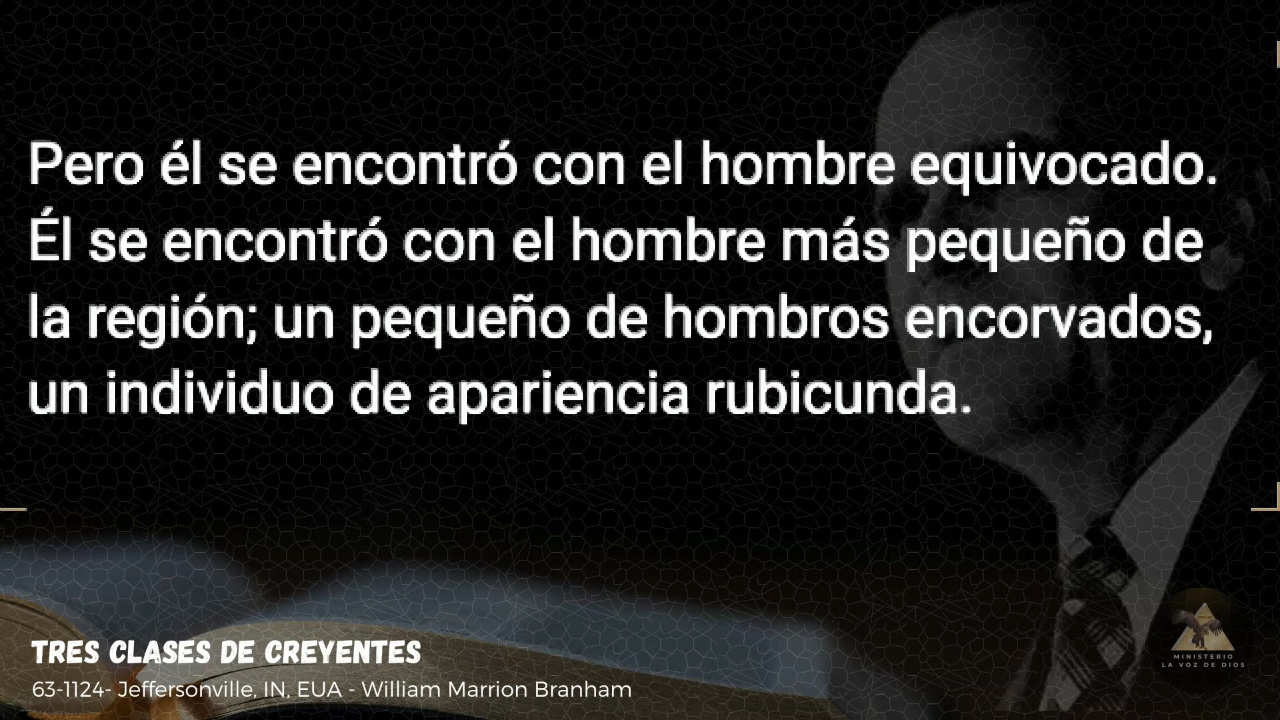 Pero él se encontró con el hombre equivocado.
Él se encontró con el hombre más pequeño de
la región; un pequeño de hombros encorvados,
un individuo de apariencia rubicunda.
TRES CLASES DE CREYENTES
63-1124- Jeffersonville, IN, EUA - William Marrion Branham
MINISTERIO
LA VOZ DE DIOS